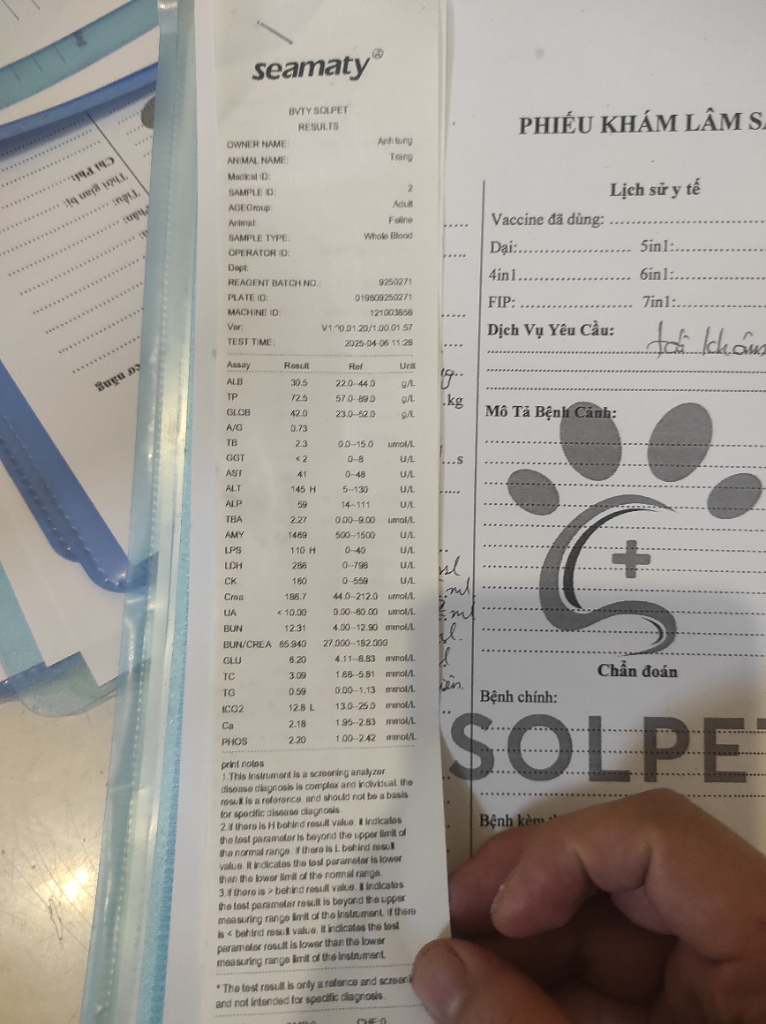 seamaty®
BVTY SOLPET
RESULTS
OWNER NAME: Anh tung
ANIMAL NAME: Trang
Medical ID:
SAMPLE ID: 2
AGEGroup: Adult
Animal: Feline
SAMPLE TYPE: Whole Blood
OPERATOR ID:
Dept:
REAGENT BATCH NO.: 9250271
PLATE ID: 019809250271
MACHINE ID: 121003858
Ver: V1.00.01.20/1.00.01.57
TEST TIME: 2025-04-06 11:28
Assay Result Ref Unit
ALB 30.5 22.0--44.0 g/L
TP 72.5 57.0--89.0 g/L
GLOB 42.0 23.0--52.0 g/L
A/G 0.73
TB 2.3 0.0--15.0 umol/L
GGT < 2 0--8 U/L
AST 41 0--48 U/L
ALT 145 H 5--130 U/L
ALP 59 14--111 U/L
TBA 2.27 0.00--9.00 umol/L
AMY 1469 500--1500 U/L
LPS 110 H 0--40 U/L
LDH 286 0--798 U/L
CK 160 0--559 U/L
Crea 186.7 44.0--212.0 umol/L
UA < 10.00 0.00--60.00 umol/L
BUN 12.31 4.00--12.90 mmol/L
BUN/CREA 65.940 27.000--182.000
GLU 6.20 4.11--8.83 mmol/L
TC 3.09 1.68--5.81 mmol/L
TG 0.59 0.00--1.13 mmol/L
tCO2 12.8 L 13.0--25.0 mmol/L
Ca 2.18 1.95--2.83 mmol/L
PHOS 2.20 1.00--2.42 mmol/L
print notes
1.This instrument is a screening analyzer.
disease diagnosis is complex and individual. the
result is a reference, and should not be a basis
for specific disease diagnosis.
2.if there is H behind result value. it indicates
the test parameter is beyond the upper limit of
the normal range. if there is L behind result
value. it indicates the test parameter is lower
than the lower limit of the normal range.
3.if there is > behind result value. it indicates
the test parameter result is beyond the upper
measuring range limit of the instrument. if there
is < behind result value. it indicates the test
parameter result is lower than the lower
measuring range limit of the instrument.
* The test result is only a refence and screeni
and not intended for specific diagnosis.
PHIẾU KHÁM LÂM SÀ
Lịch sử y tế
Vaccine đã dùng:
Dại: 5in1:
4in1 6in1:
FIP: 7in1:
Dịch Vụ Yêu Cầu: tái khám
.kg
Mô Tả Bệnh Cảnh:
s
ml
ml
ml
Chẩn đoán
Bệnh chính:
SOLPET
Bệnh kèm
Chi Phí:
Thời gian bị:
Tiểu:
Phân:
cơ năng